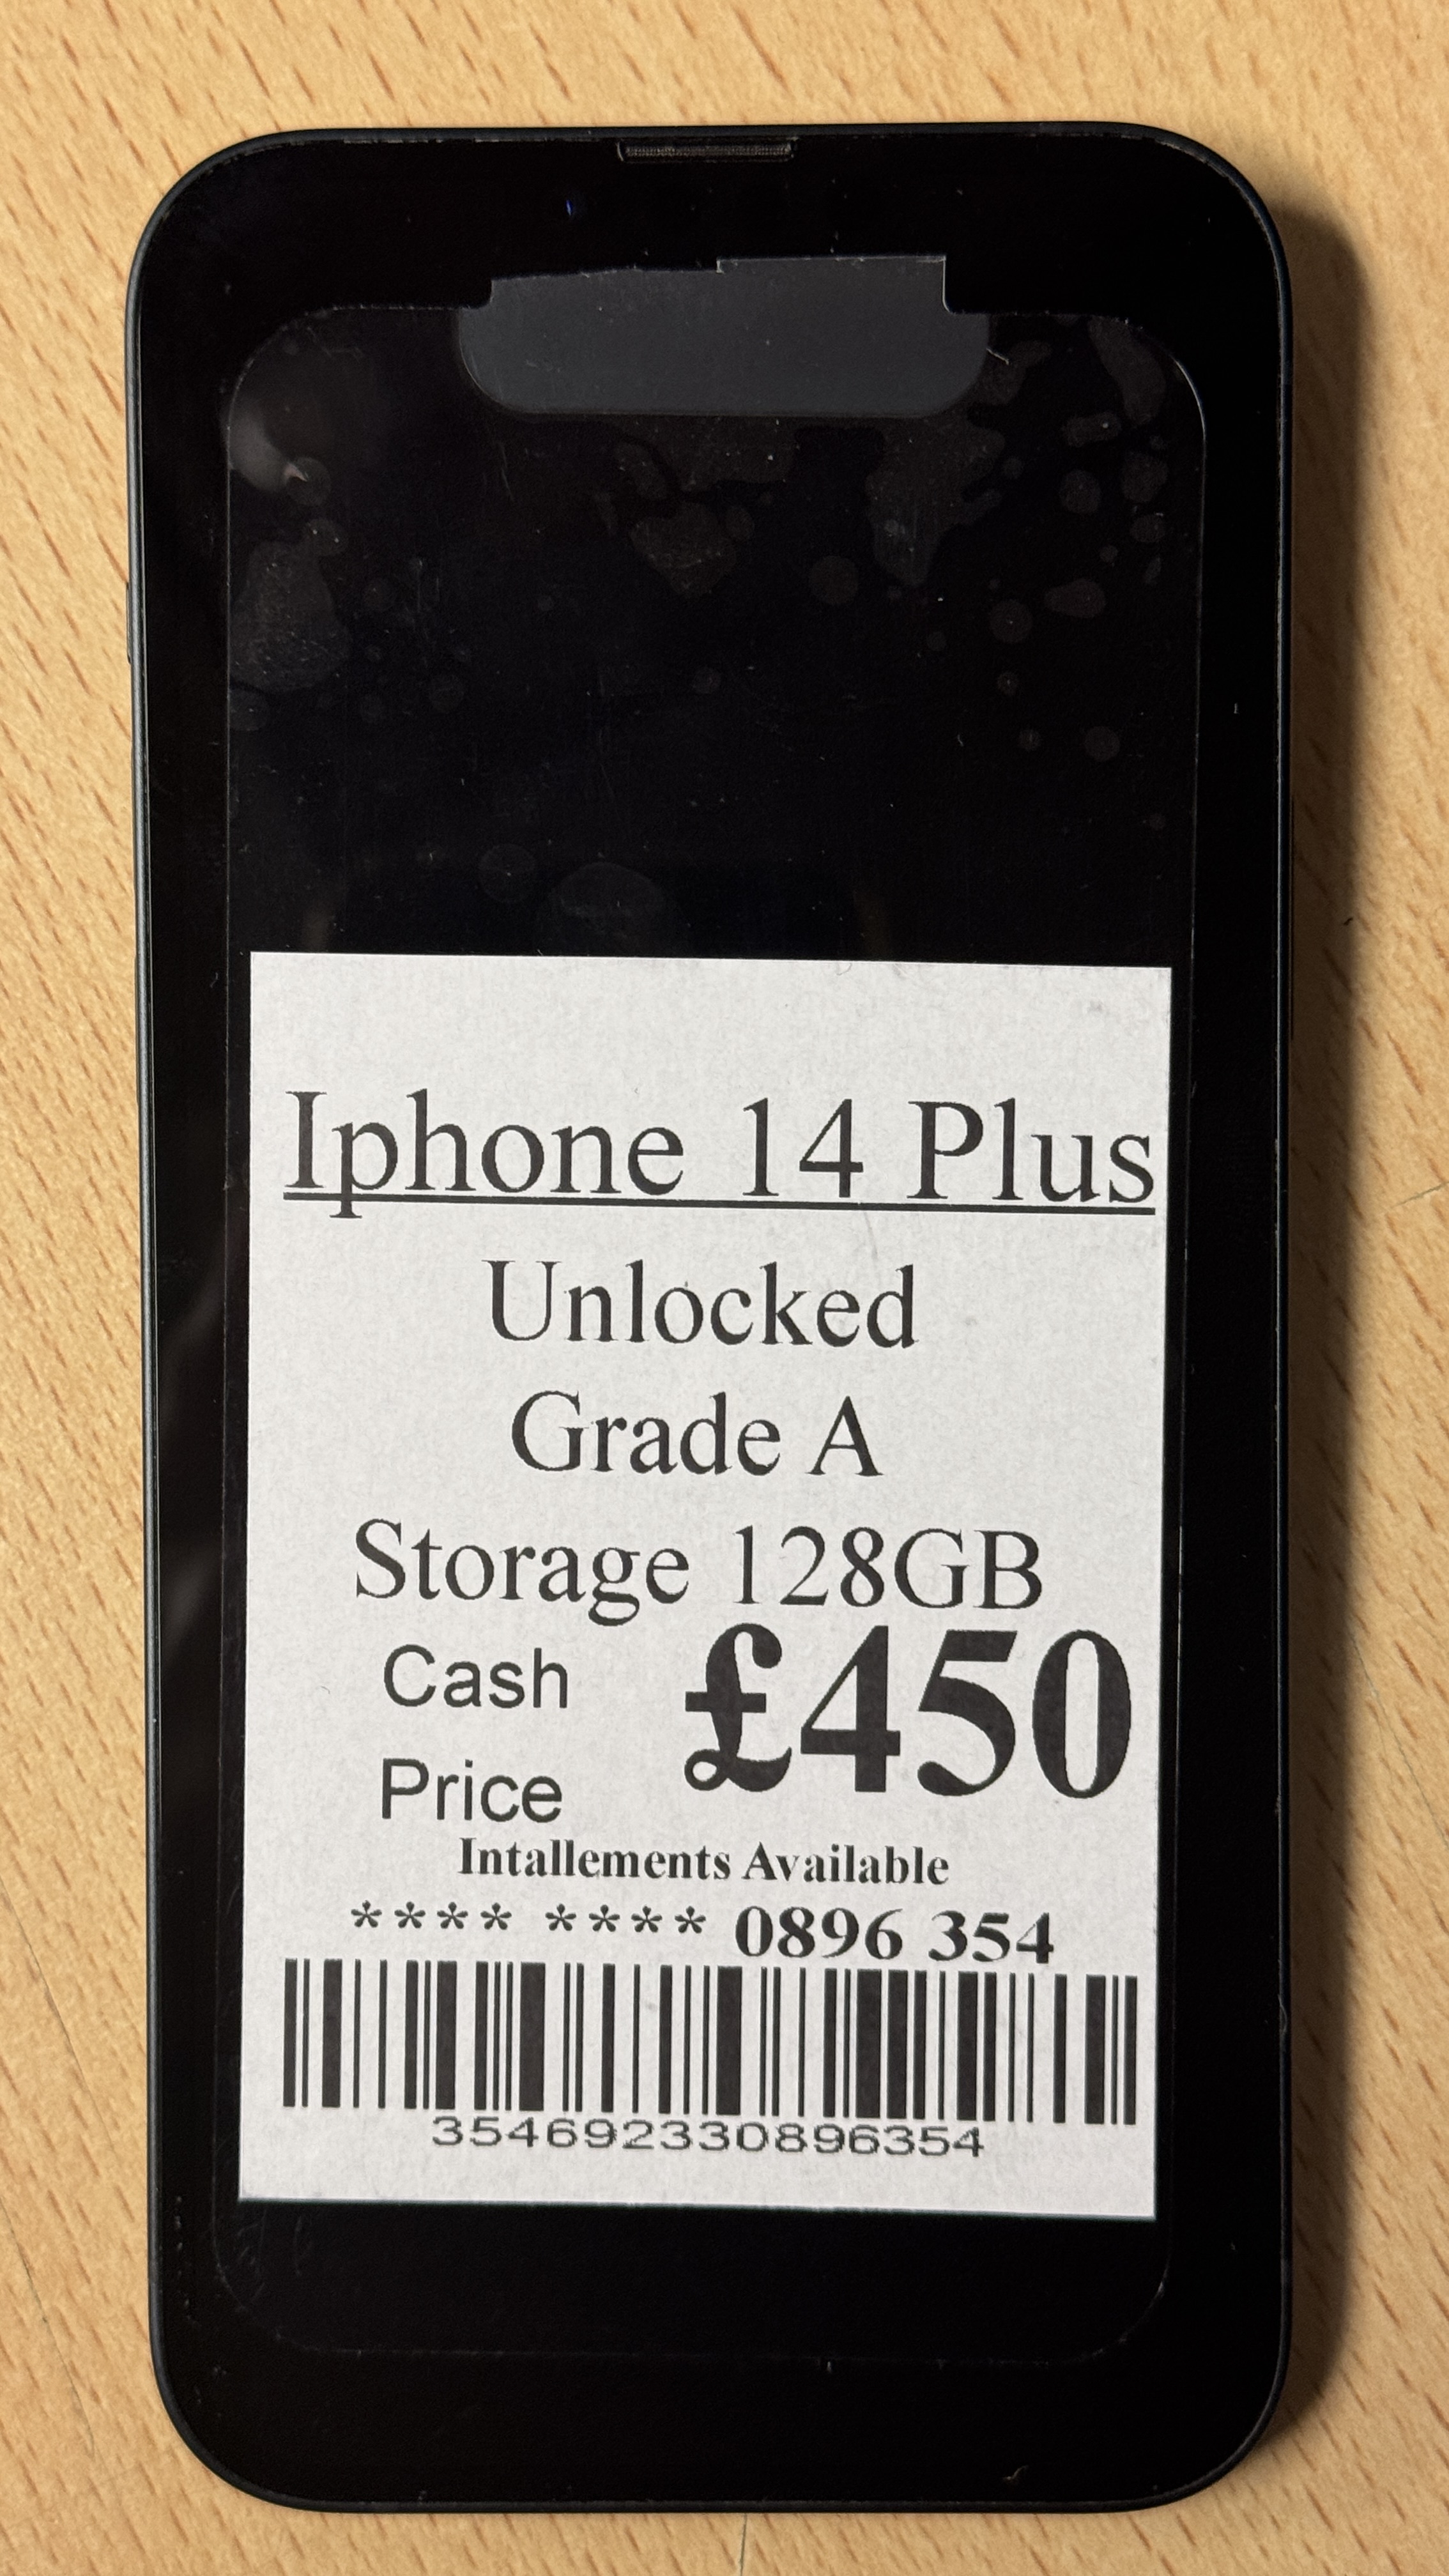 Iphone 14 Plus
Unlocked
Grade A
Storage 128GB
Cash Price £450
Intallements Available
**** **** 0896 354
354692330896354